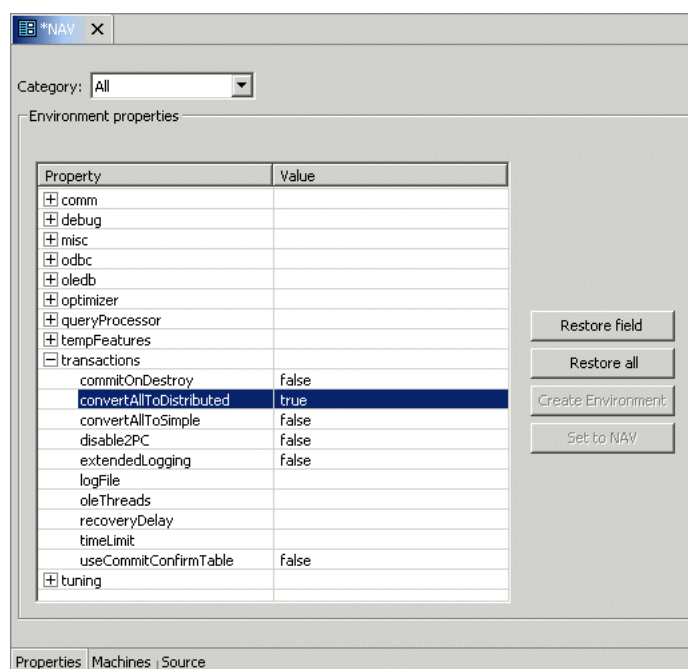 *NAV
Category: All
Environment properties
Property Value
comm
debug
misc
odbc
oledb
optimizer
queryProcessor
tempFeatures
transactions
commitOnDestroy false
convertAllToDistributed true
convertAllToSimple false
disable2PC false
extendedLogging false
logFile
oleThreads
recoveryDelay
timeLimit
useCommitConfirmTable false
tuning
Restore field
Restore all
Create Environment
Set to NAV
Properties Machines Source